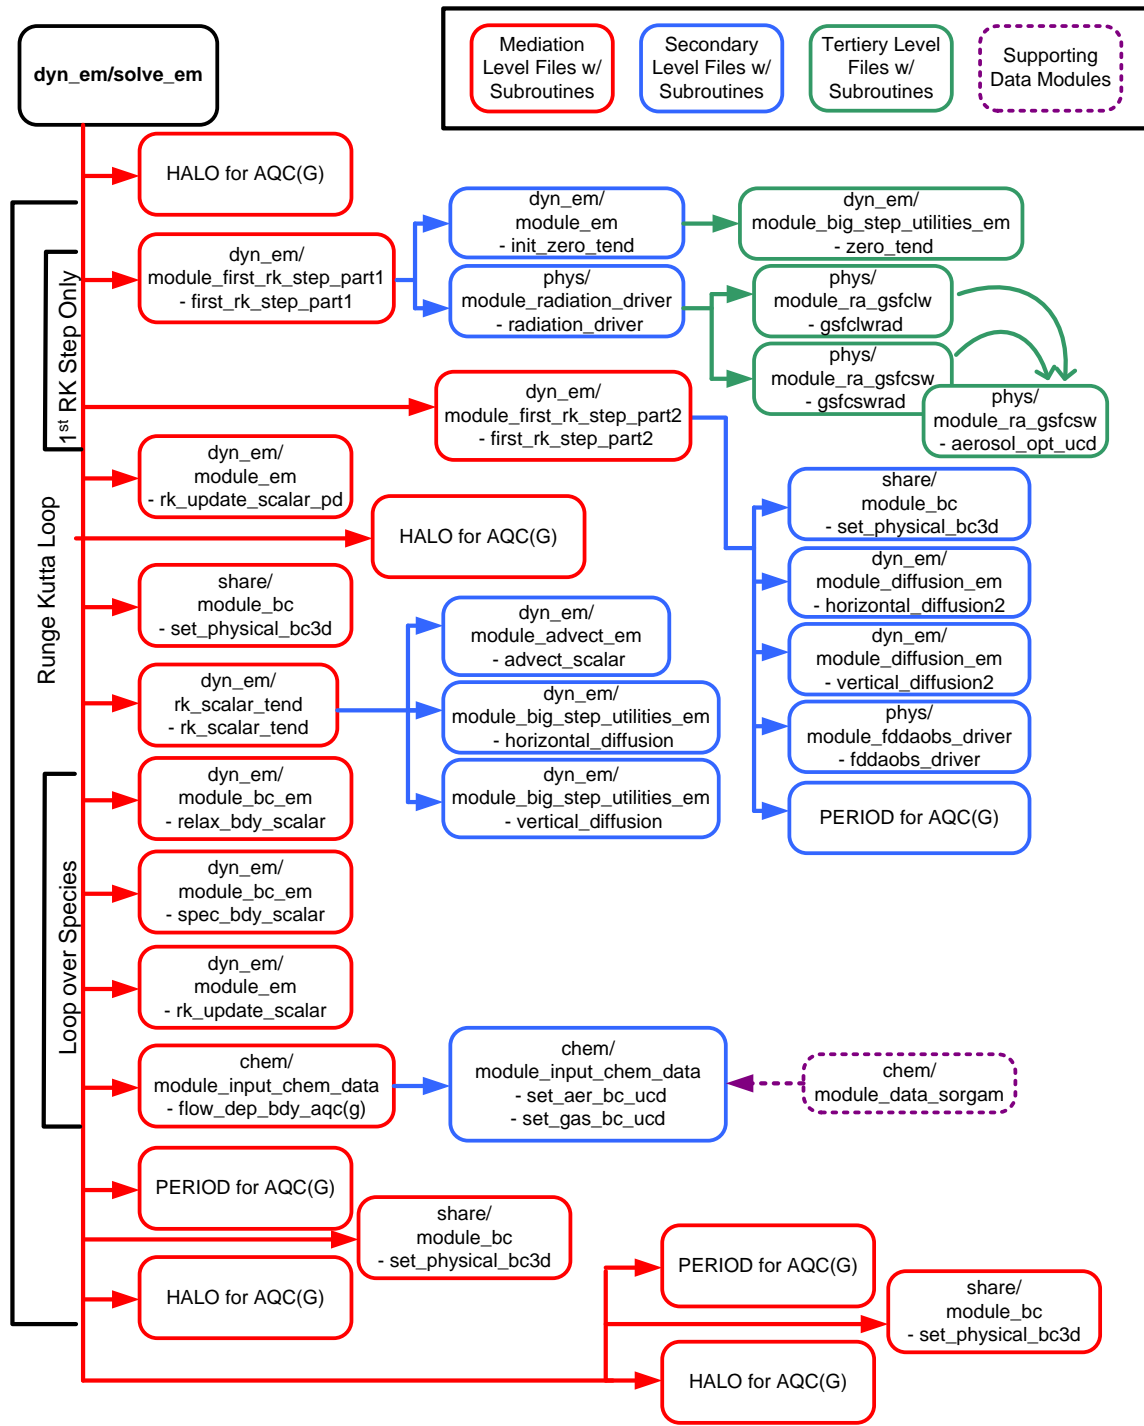 dyn_em/solve_em
Mediation
Level Files w/
Subroutines
Secondary
Level Files w/
Subroutines
Tertiery Level
Files w/
Subroutines
Supporting
Data Modules
HALO for AQC(G)
Runge Kutta Loop
1st RK Step Only
dyn_em/
module_first_rk_step_part1
- first_rk_step_part1
dyn_em/
module_em
- init_zero_tend
dyn_em/
module_big_step_utilities_em
- zero_tend
phys/
module_radiation_driver
- radiation_driver
phys/
module_ra_gsfclw
- gsfclwrad
phys/
module_ra_gsfcsw
- gsfcswrad
phys/
module_ra_gsfcsw
- aerosol_opt_ucd
dyn_em/
module_first_rk_step_part2
- first_rk_step_part2
share/
module_bc
- set_physical_bc3d
dyn_em/
module_diffusion_em
- horizontal_diffusion2
dyn_em/
module_diffusion_em
- vertical_diffusion2
phys/
module_fddaobs_driver
- fddaobs_driver
PERIOD for AQC(G)
dyn_em/
module_em
- rk_update_scalar_pd
HALO for AQC(G)
share/
module_bc
- set_physical_bc3d
dyn_em/
rk_scalar_tend
- rk_scalar_tend
dyn_em/
module_advect_em
- advect_scalar
dyn_em/
module_big_step_utilities_em
- horizontal_diffusion
dyn_em/
module_big_step_utilities_em
- vertical_diffusion
Loop over Species
dyn_em/
module_bc_em
- relax_bdy_scalar
dyn_em/
module_bc_em
- spec_bdy_scalar
dyn_em/
module_em
- rk_update_scalar
chem/
module_input_chem_data
- flow_dep_bdy_aqc(g)
chem/
module_input_chem_data
- set_aer_bc_ucd
- set_gas_bc_ucd
chem/
module_data_sorgam
PERIOD for AQC(G)
share/
module_bc
- set_physical_bc3d
HALO for AQC(G)
PERIOD for AQC(G)
share/
module_bc
- set_physical_bc3d
HALO for AQC(G)